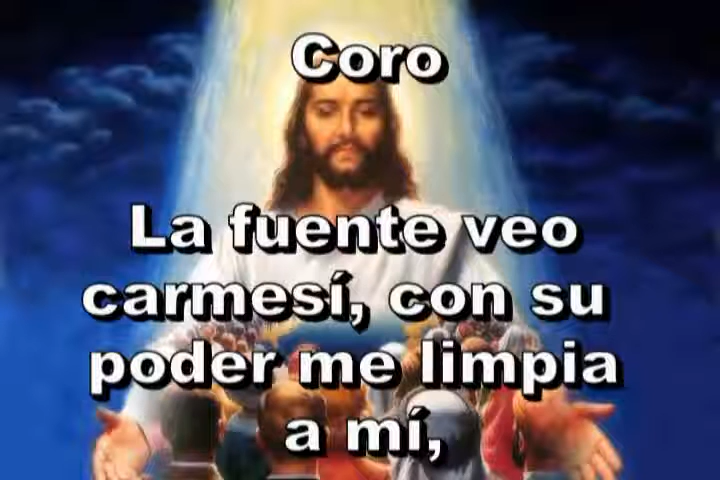 Coro
La fuente veo
carmesí, con su
poder me limpia
a mí,